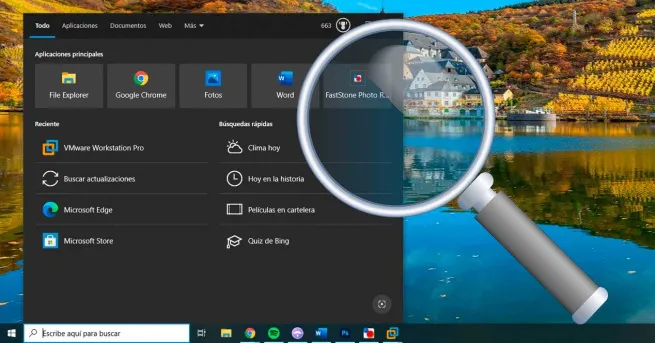 Todo Aplicaciones Documentos Web Más 663
Aplicaciones principales
File Explorer Google Chrome Fotos Word FastStone Photo R...
Reciente Búsquedas rápidas
VMware Workstation Pro Clima hoy
Buscar actualizaciones Hoy en la historia
Microsoft Edge Películas en cartelera
Microsoft Store Quiz de Bing
Escribe aquí para buscar